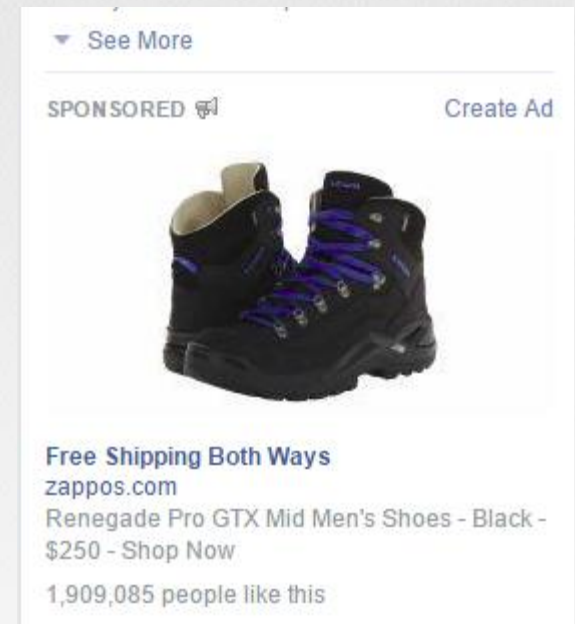 See More
SPONSORED
Create Ad
LOWA
Free Shipping Both Ways
zappos.com
Renegade Pro GTX Mid Men's Shoes - Black -
$250 - Shop Now
1,909,085 people like this